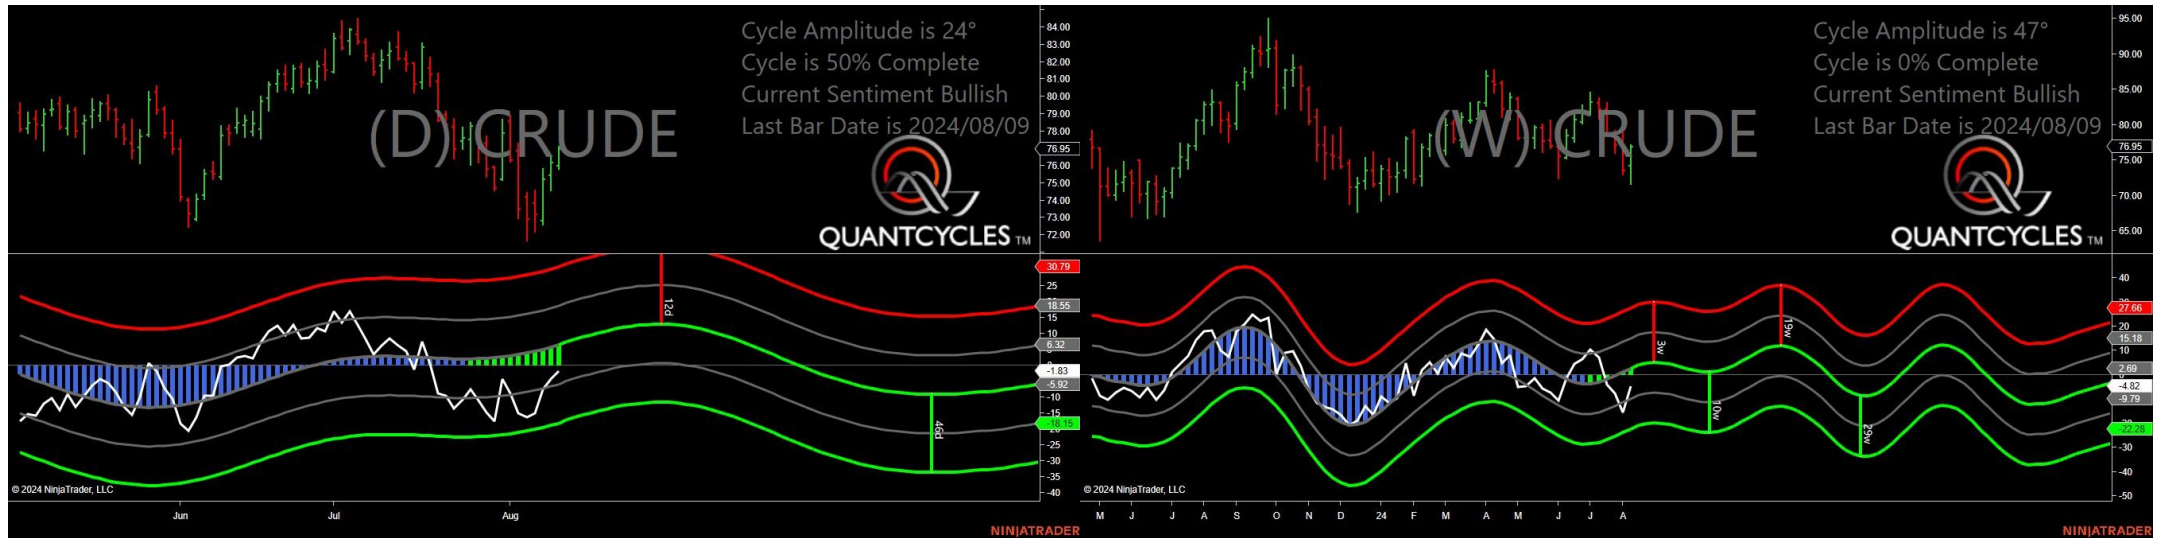 Cycle Amplitude is 24°
Cycle is 50% Complete
Current Sentiment Bullish
Last Bar Date is 2024/08/09
(D) CRUDE
QUANTCYCLES TM
84.00
83.00
82.00
81.00
80.00
79.00
78.00
76.95
76.00
75.00
74.00
73.00
72.00
30.79
25
18.55
15
10
6.32
-1.83
-5.92
-10
-15
-18.15
-25
-30
-35
-40
12d
46d
© 2024 NinjaTrader, LLC
Jun Jul Aug
NINJATRADER
Cycle Amplitude is 47°
Cycle is 0% Complete
Current Sentiment Bullish
Last Bar Date is 2024/08/09
(W) CRUDE
QUANTCYCLES TM
95.00
90.00
85.00
80.00
76.95
75.00
70.00
65.00
40
27.66
20
15.18
10
2.69
-4.82
-9.79
-22.28
-30
-40
-50
3w
10w
19w
29w
© 2024 NinjaTrader, LLC
M J J A S O N D 24 F M A M J J A
NINJATRADER